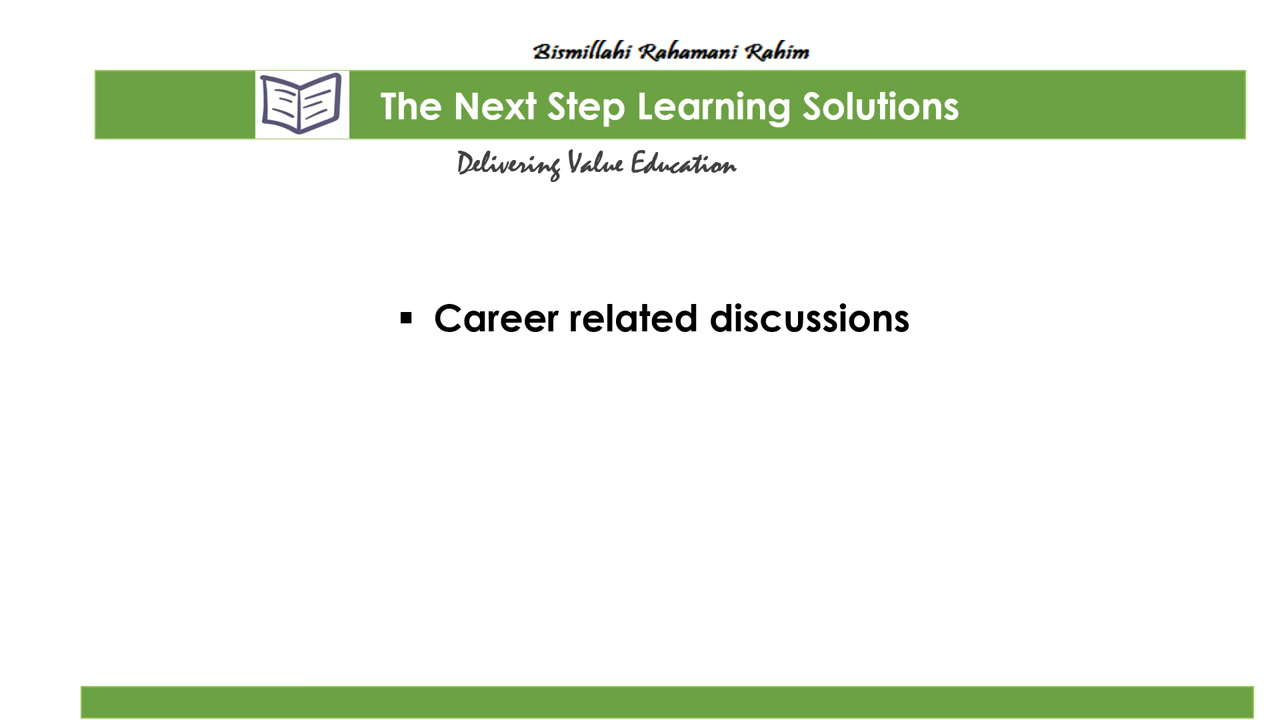 Bismillahi Rahamani Rahim
The Next Step Learning Solutions
Delivering Value Education
▪ Career related discussions